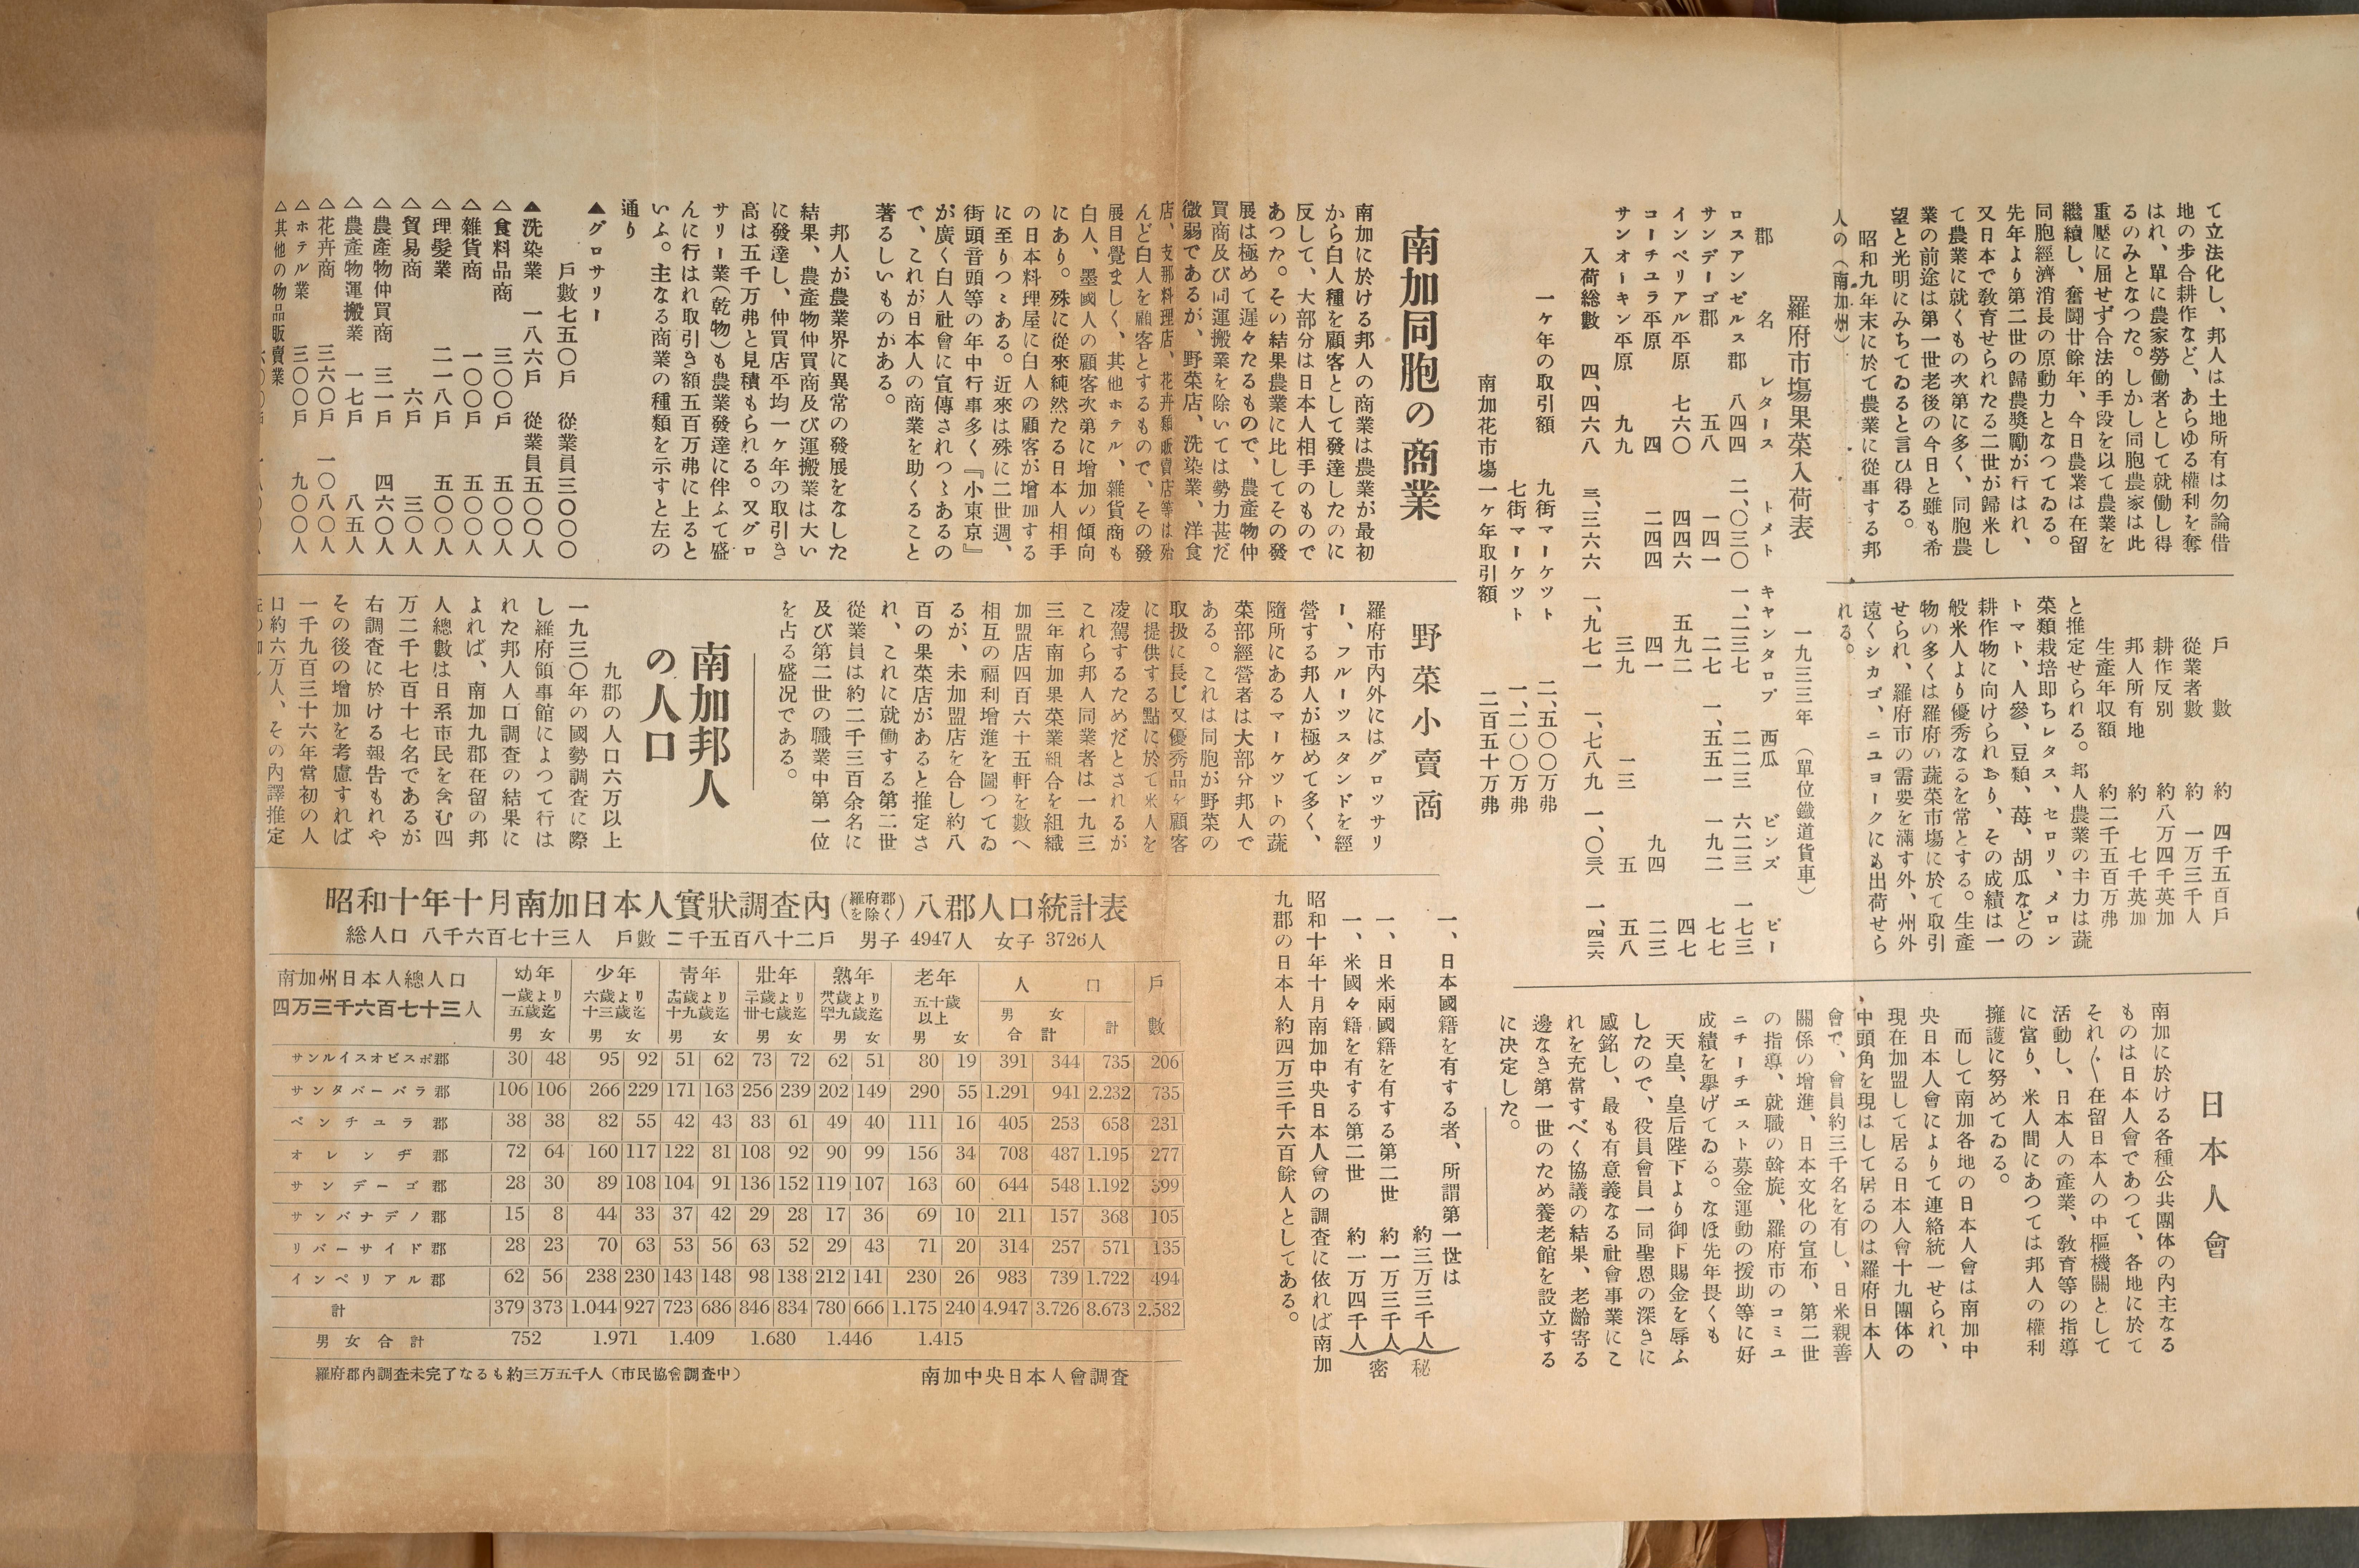 て立法化し、邦人は土地所有は勿論借
地の歩合耕作など、あらゆる權利を奪
はれ、單に農家勞働者として就働し得
るのみとなつた。しかし同胞農家は此
重壓に屈せず合法的手段を以て農業を
繼續し、奮鬪廿餘年、今日農業は在留
同胞經濟消長の原動力となつてゐる。
先年より第二世の歸農奬勵が行はれ、
又日本で敎育せられたる二世が歸米し
て農業に就くもの次第に多く、同胞農
業の前途は第一世老後の今日と雖も希
望と光明にみちてゐると言ひ得る。
昭和九年末に於て農業に從事する邦
人の（南加州）
戶數 約 四千五百戶
從業者數 約 一万三千人
耕作反別 約八万四千英加
邦人所有地 約 七千英加
生產年収額 約二千五百万弗
と推定せられる。邦人農業の主力は蔬
菜類栽培即ちレタス、セロリ、メロン
トマト、人參、豆類、苺、胡瓜などの
耕作物に向けられおり、その成績は一
般米人より優秀なるを常とする。生產
物の多くは羅府の蔬菜市塲に於て取引
せられ、羅府市の需要を滿す外、州外
遠くシカゴ、ニユヨークにも出荷せら
れる。
羅府市塲果菜入荷表 一九三三年（單位鐵道貨車）
郡名 レタース トメト キャンタロプ 西瓜 ビンズ ピー
ロスアンゼルス郡 八四四 二、〇三〇 一、二三七 二二三 六二三 一七三
サンデーゴ郡 五八 一四一 二七 一、五五一 一九二 七七
インペリアル平原 七六〇 四四六 五九二 四七
コーチユラ平原 四 二四四 四一 九四 二三
サンオーキン平原 九九 三九 一三 五 五八
入荷総數 四、四六八 三、三六六 一、九七一 一、七八九
一ヶ年の取引額 九街マーケツト 二、五〇〇万弗
七街マーケツト 一、二〇〇万弗
南加花市塲一ヶ年取引額 二百五十万弗
日本人會
南加に於ける各種公共團体の內主なる
ものは日本人會であつて、各地に於て
それ〲在留日本人の中樞機關として
活動し、日本人の產業、敎育等の指導
に當り、米人間にあつては邦人の權利
擁護に努めてゐる。
而して南加各地の日本人會は南加中
央日本人會によりて連絡統一せられ、
現在加盟して居る日本人會十九團体の
中頭角を現はして居るのは羅府日本人
會で、會員約三千名を有し、日米親善
關係の增進、日本文化の宣布、第二世
の指導、就職の斡旋、羅府市のコミユ
ニチーチエスト募金運動の援助等に好
成績を擧げてゐる。なほ先年畏くも
天皇、皇后陛下より御下賜金を辱ふ
したので、役員會員一同聖恩の深きに
感銘し、最も有意義なる社會事業にこ
れを充當すべく協議の結果、老齡寄る
邊なき第一世のため養老館を設立する
に決定した。
南加同胞の商業
南加に於ける邦人の商業は農業が最初
から白人種を顧客として發達したのに
反して、大部分は日本人相手のもので
あつた。その結果農業に比してその發
展は極めて遲々たるもので、農產物仲
買商及び同運搬業を除いては勢力甚だ
微弱であるが、野菜店、洗染業、洋食
店、支那料理店、花卉類販賣店等は殆
んど白人を顧客とするもので、その發
展目覺ましく、其他ホテル、雜貨商も
白人、墨國人の顧客次第に增加の傾向
にあり。殊に從來純然たる日本人相手
の日本料理屋に白人の顧客が增加する
に至りつゝある。近來は殊に二世週、
街頭音頭等の年中行事多く『小東京』
が廣く白人社會に宣傳されつゝあるの
で、これが日本人の商業を助くること
著るしいものがある。
邦人が農業界に異常の發展をなした
結果、農產物仲買商及び運搬業は大い
に發達し、仲買店平均一ヶ年の取引き
高は五千万弗と見積もられる。又グロ
サリー業（乾物）も農業發達に伴ふて盛
んに行はれ取引き額五百万弗に上ると
いふ。主なる商業の種類を示すと左の
通り
▲グロサリー
戶數七五〇戶 從業員三〇〇〇
▲洗染業 一八六戶 從業員五〇〇人
△食料品商 三〇〇戶 五〇〇人
△雜貨商 一〇〇戶 五〇〇人
△理髮業 二一八戶 五〇〇人
△貿易商 六戶 三〇人
△農產物仲買商 三一戶 四六〇人
△農產物運搬業 一七戶 八五人
△花卉商 三六〇戶 一〇八〇人
△ホテル業 三〇〇戶 九〇〇人
△其他の物品販賣業
野菜小賣商
羅府市內外にはグロッサリ
ー、フルーツスタンドを經
營する邦人が極めて多く、
隨所にあるマーケツトの蔬
菜部經營者は大部分邦人で
ある。これは同胞が野菜の
取扱に長じ又優秀品を顧客
に提供する點に於て米人を
凌駕するためだとされるが
これら邦人同業者は一九三
三年南加果菜業組合を組織
加盟店四百六十五軒を數へ
相互の福利增進を圖つてゐ
るが、未加盟店を合し約八
百の果菜店があると推定さ
れ、これに就働する第二世
從業員は約二千三百余名に
及び第二世の職業中第一位
を占る盛況である。
南加邦人
の人口
九郡の人口六万以上
一九三〇年の國勢調査に際
し羅府領事館によつて行は
れた邦人人口調査の結果に
よれば、南加九郡在留の邦
人總數は日系市民を含む四
万二千七百十七名であるが
右調査に於ける報告もれや
その後の增加を考慮すれば
一千九百三十六年當初の人
口約六万人、その內譯推定
一、日本國籍を有する者、所謂第一世は
約三万三千人
一、日米兩國籍を有する第二世 約一万三千人
一、米國々籍を有する第二世 約一万四千人
秘密
昭和十年十月南加中央日本人會の調査に依れば南加
九郡の日本人約四万三千六百餘人としてある。
昭和十年十月南加日本人實狀調査內（羅府郡を除く）八郡人口統計表
総人口 八千六百七十三人 戶數 二千五百八十二戶 男子 4947人 女子 3726人
南加州日本人總人口 四万三千六百七十三人
幼年 一歲より五歲迄 男 女
少年 六歲より十三歲迄 男 女
靑年 十四歲より十九歲迄 男 女
壯年 二十歲より卅七歲迄 男 女
熟年 卅八歲より四十九歲迄 男 女
老年 五十歲以上 男 女
人口 男 女 合計 計 戶數
サンルイスオビスポ郡 30 48 95 92 51 62 73 72 62 51 80 19 391 344 735 206
サンタバーバラ郡 106 106 266 229 171 163 256 239 202 149 290 55 1.291 941 2.232 735
ベンチュラ郡 38 38 82 55 42 43 83 61 49 40 111 16 405 253 658 231
オレンヂ郡 72 64 160 117 122 81 108 92 90 99 156 34 708 487 1.195 277
サンデーゴ郡 28 30 89 108 104 91 136 152 119 107 163 60 644 548 1.192 399
サンバナデノ郡 15 8 44 33 37 42 29 28 17 36 69 10 211 157 368 105
リバーサイド郡 28 23 70 63 53 56 63 52 29 43 71 20 314 257 571 135
インペリアル郡 62 56 238 230 143 148 98 138 212 141 230 26 983 739 1.722 494
計 379 373 1.044 927 723 686 846 834 780 666 1.175 240 4.947 3.726 8.673 2.582
男女合計 752 1.971 1.409 1.680 1.446 1.415
羅府郡內調査未完了なるも約三万五千人（市民協會調査中）
南加中央日本人會調査